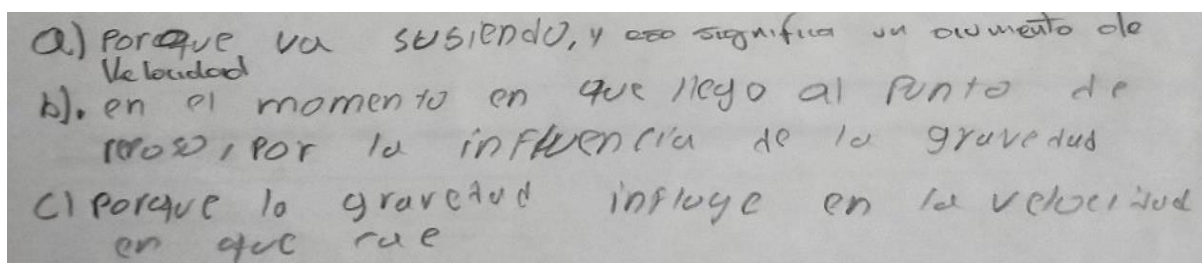 a) Porque va susiendo, y eso significa un aumento de
Velocidad
b). en el momento en que llego al punto de
reposo, por la influencia de la gravedad
c) porque la gravedad influye en la velocidad
en que cae